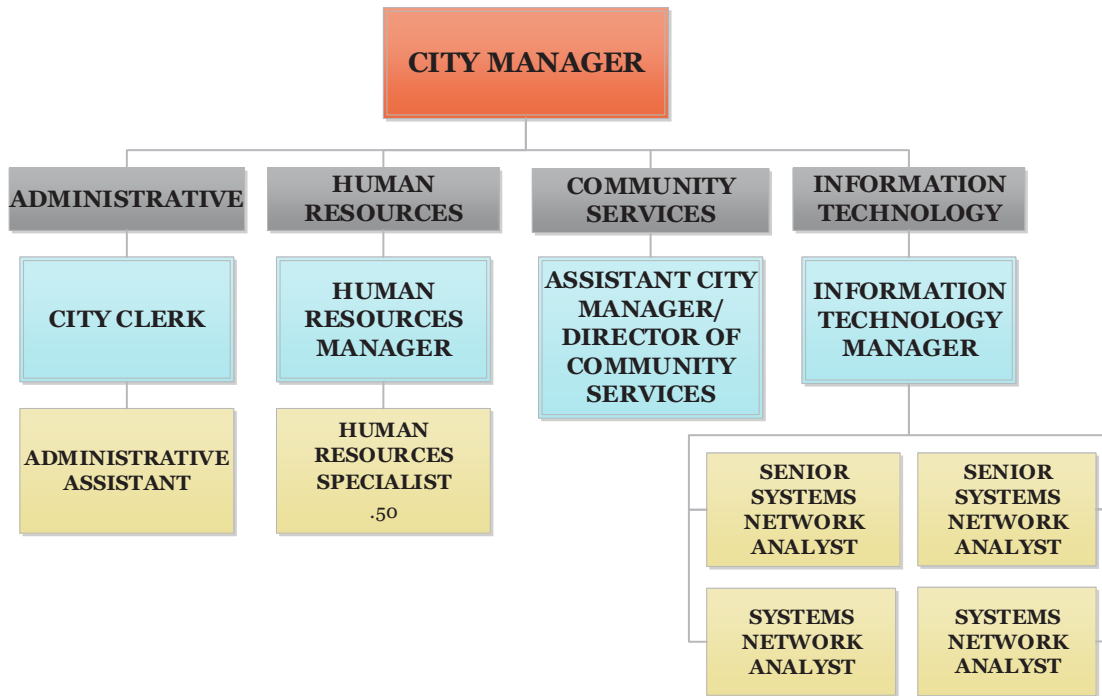 CITY MANAGER
ADMINISTRATIVE
HUMAN
RESOURCES
COMMUNITY
SERVICES
INFORMATION
TECHNOLOGY
CITY CLERK
HUMAN
RESOURCES
MANAGER
ASSISTANT CITY
MANAGER/
DIRECTOR OF
COMMUNITY
SERVICES
INFORMATION
TECHNOLOGY
MANAGER
ADMINISTRATIVE
ASSISTANT
HUMAN
RESOURCES
SPECIALIST
.50
SENIOR
SYSTEMS
NETWORK
ANALYST
SENIOR
SYSTEMS
NETWORK
ANALYST
SYSTEMS
NETWORK
ANALYST
SYSTEMS
NETWORK
ANALYST